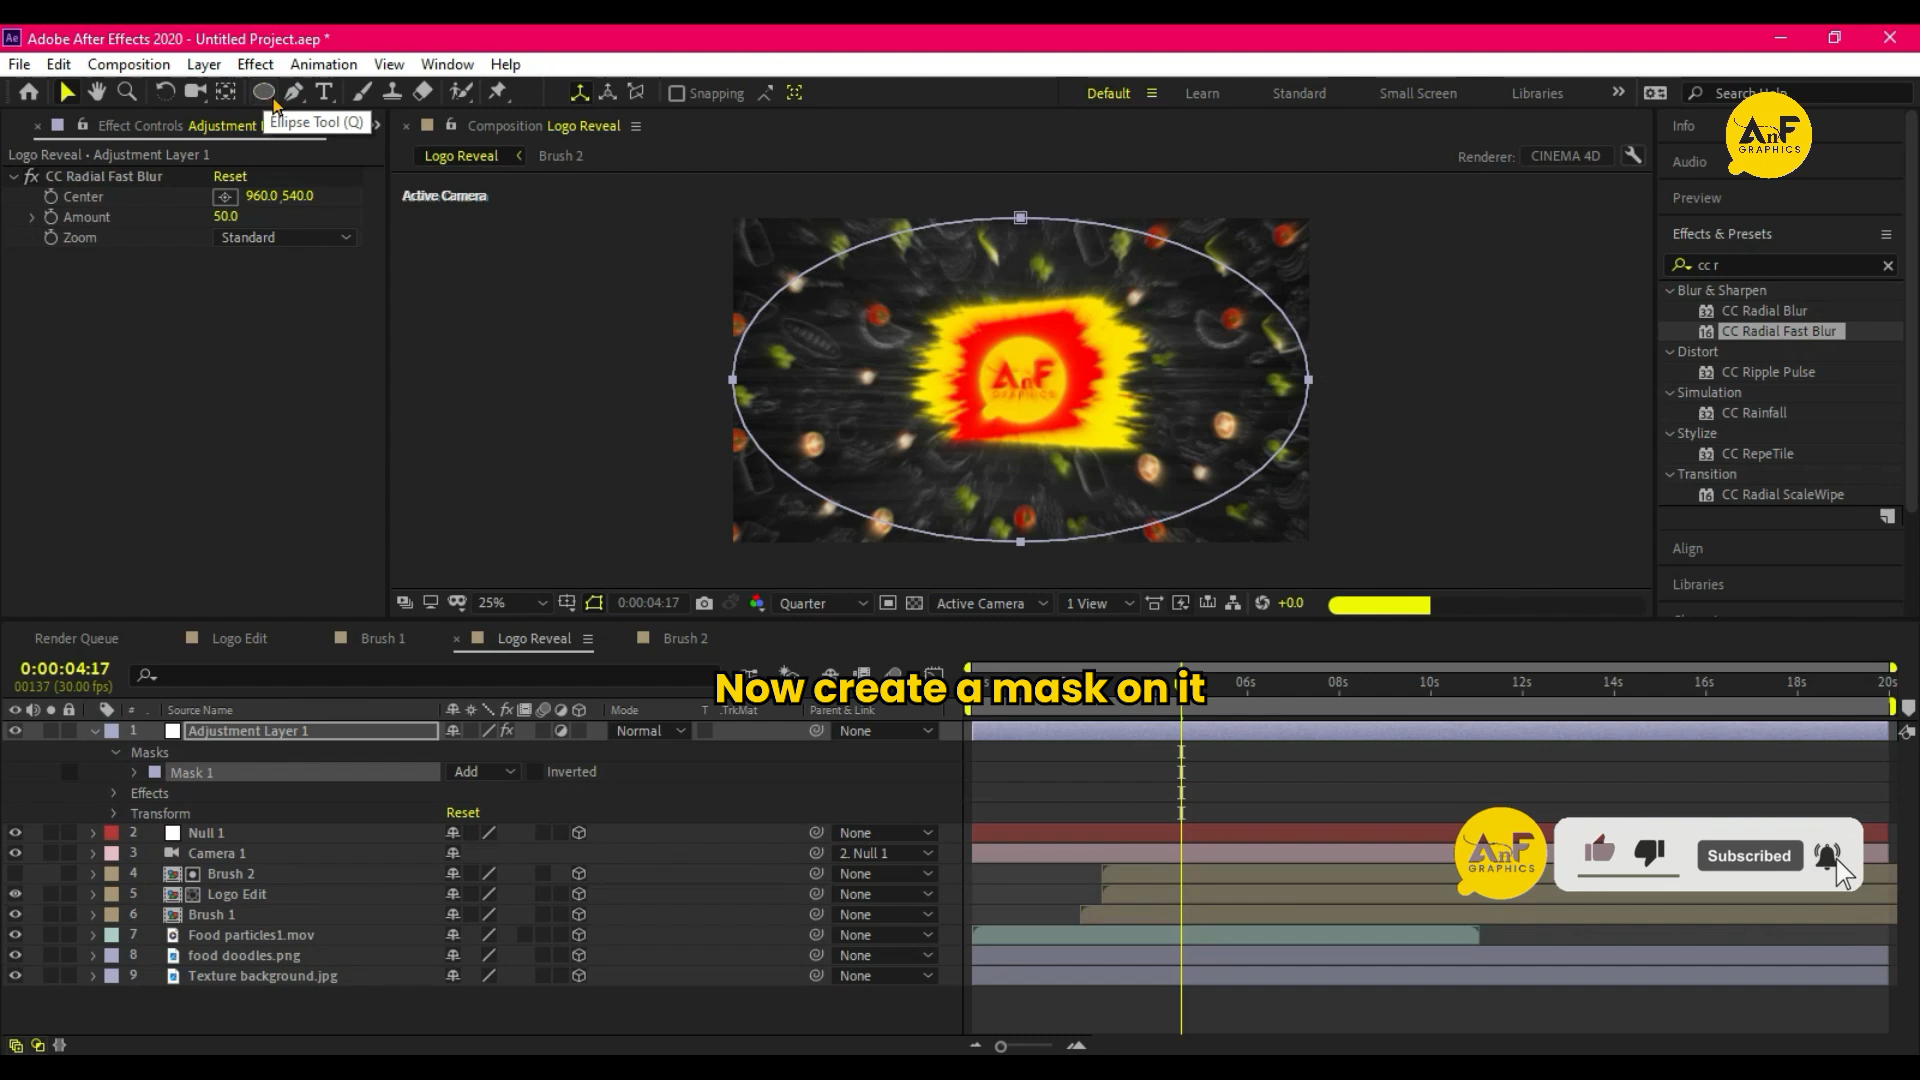 Adobe After Effects 2020 - Untitled Project.aep *
File Edit Composition Layer Effect Animation View Window Help
Snapping
Default Learn Standard Small Screen Libraries
Ellipse Tool (Q)
Effect Controls Adjustment
Composition Logo Reveal
Info
AnF
GRAPHICS
Logo Reveal • Adjustment Layer 1
Logo Reveal Brush 2
Renderer: CINEMA 4D
Audio
CC Radial Fast Blur Reset
Center 960.0 ,540.0
Amount 50.0
Zoom Standard
Active Camera
AnF
GRAPHICS
Preview
Effects & Presets
cc r
Blur & Sharpen
CC Radial Blur
CC Radial Fast Blur
Distort
CC Ripple Pulse
Simulation
CC Rainfall
Stylize
CC RepeTile
Transition
CC Radial ScaleWipe
Align
Libraries
25% 0:00:04:17 Quarter Active Camera 1 View +0.0
Render Queue Logo Edit Brush 1 Logo Reveal Brush 2
0:00:04:17
00137 (30.00 fps)
06s 08s 10s 12s 14s 16s 18s 20s
Now create a mask on it
# Source Name Mode T .TrkMat Parent & Link
1 Adjustment Layer 1 Normal None
Masks
Mask 1 Add Inverted
Effects
Transform Reset
2 Null 1 None
3 Camera 1 2. Null 1
4 Brush 2 None
5 Logo Edit None
6 Brush 1 None
7 Food particles1.mov None
8 food doodles.png None
9 Texture background.jpg None
AnF
GRAPHICS
Subscribed